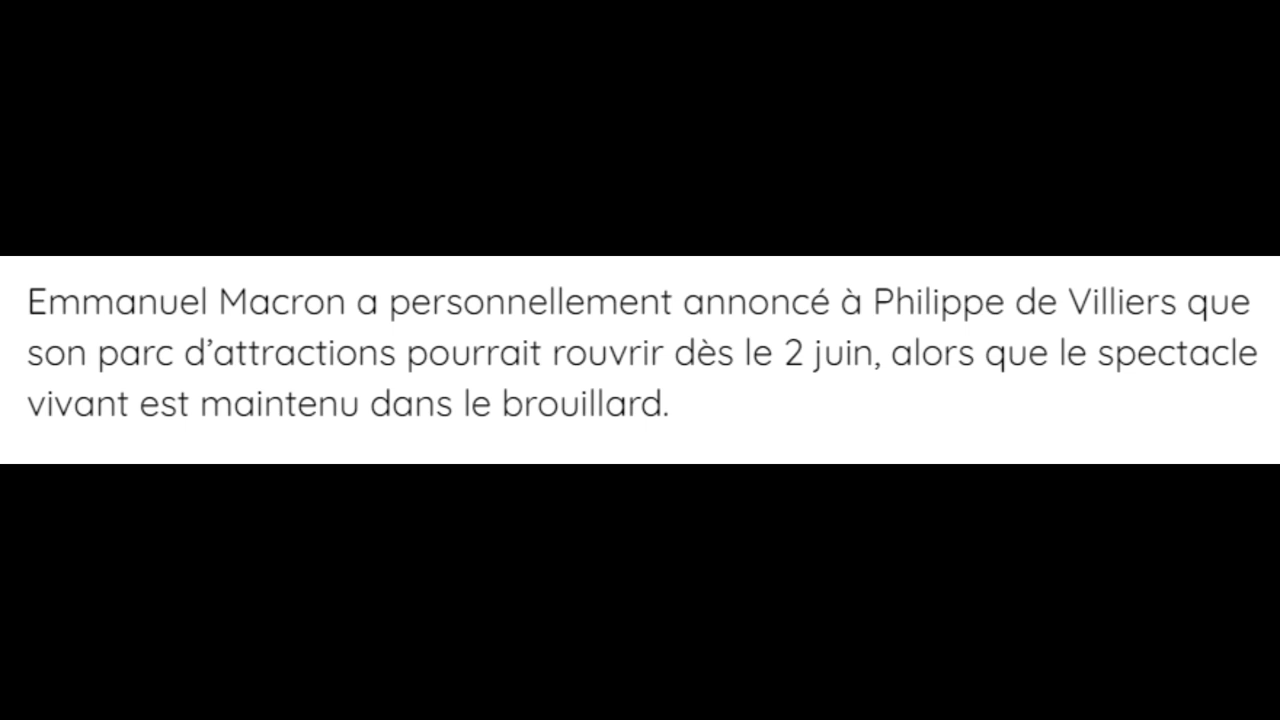 Emmanuel Macron a personnellement annoncé à Philippe de Villiers que
son parc d’attractions pourrait rouvrir dès le 2 juin, alors que le spectacle
vivant est maintenu dans le brouillard.